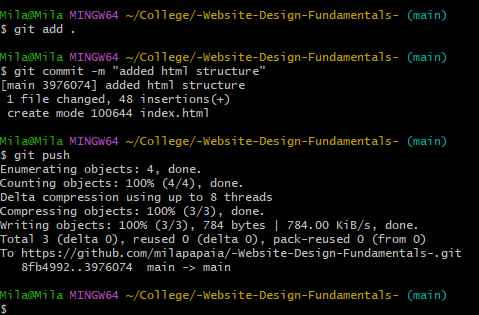 Mila@Mila MINGW64 ~/College/-Website-Design-Fundamentals- (main)
$ git add .
Mila@Mila MINGW64 ~/College/-Website-Design-Fundamentals- (main)
$ git commit -m "added html structure"
[main 3976074] added html structure
 1 file changed, 48 insertions(+)
 create mode 100644 index.html
Mila@Mila MINGW64 ~/College/-Website-Design-Fundamentals- (main)
$ git push
Enumerating objects: 4, done.
Counting objects: 100% (4/4), done.
Delta compression using up to 8 threads
Compressing objects: 100% (3/3), done.
Writing objects: 100% (3/3), 784 bytes | 784.00 KiB/s, done.
Total 3 (delta 0), reused 0 (delta 0), pack-reused 0 (from 0)
To https://github.com/milapapaia/-Website-Design-Fundamentals-.git
   8fb4992..3976074  main -> main
Mila@Mila MINGW64 ~/College/-Website-Design-Fundamentals- (main)
$